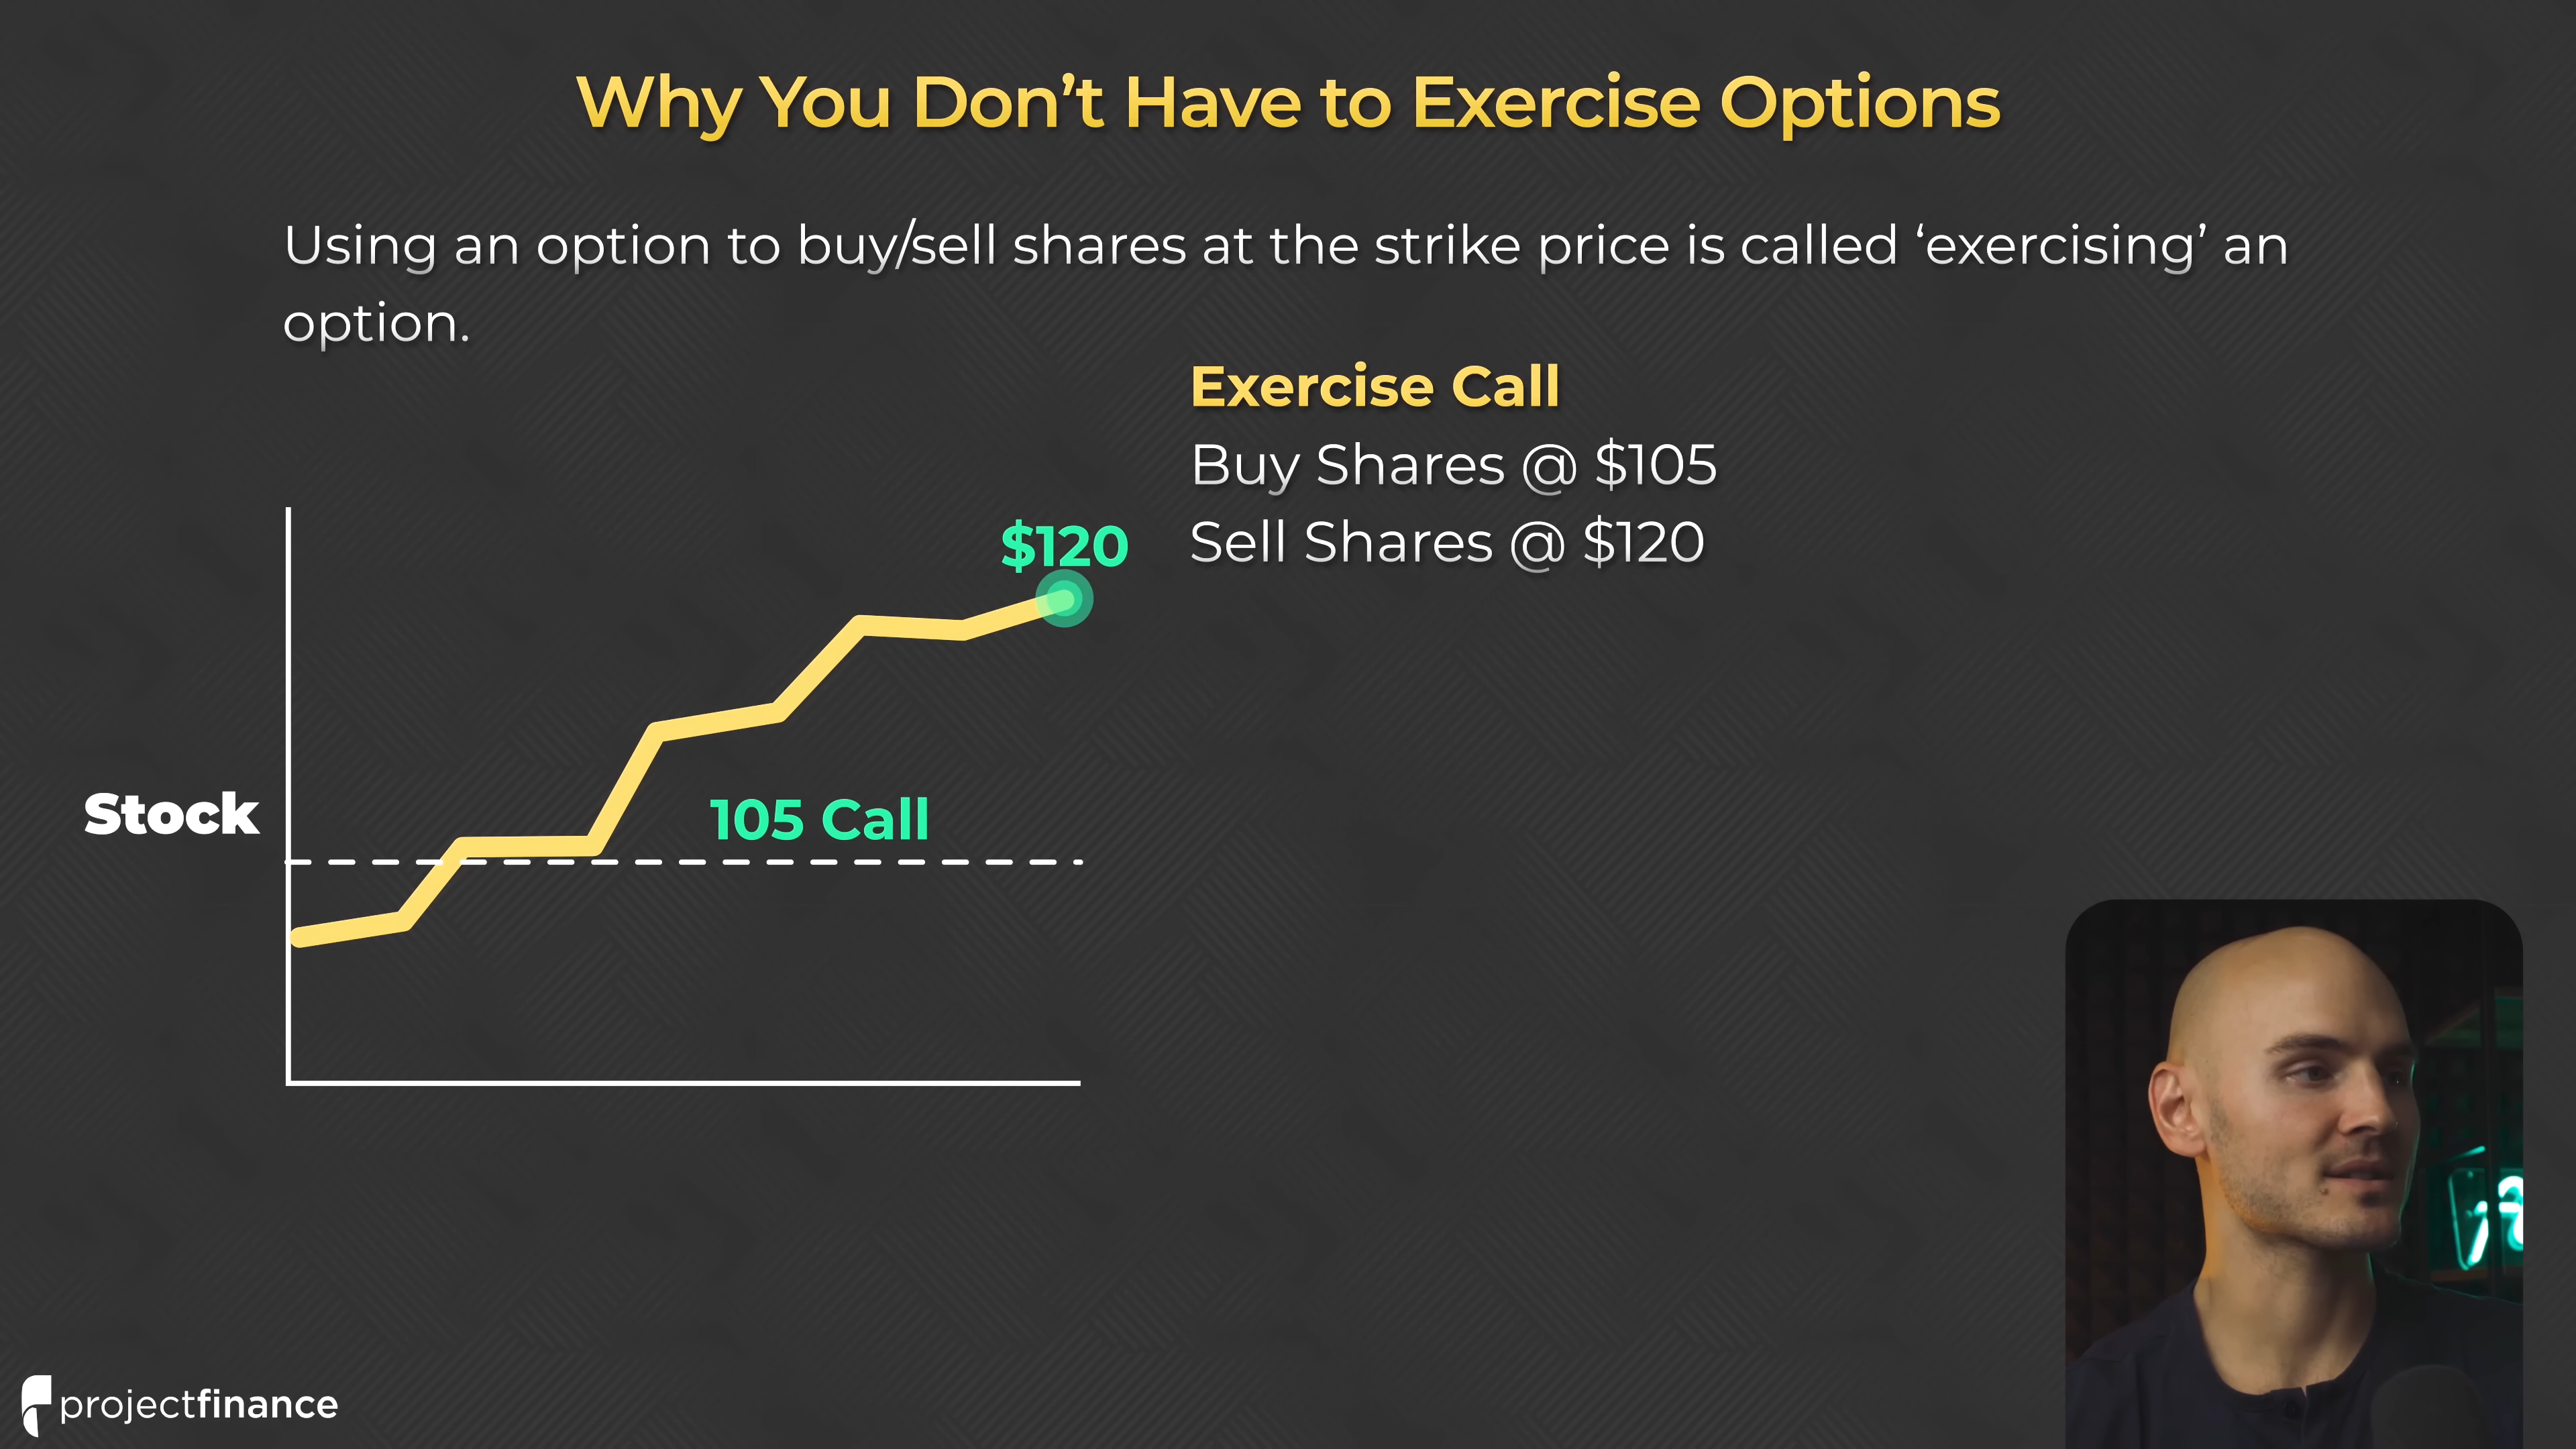 Why You Don’t Have to Exercise Options
Using an option to buy/sell shares at the strike price is called ‘exercising’ an
option.
Exercise Call
Buy Shares @ $105
Sell Shares @ $120
$120
105 Call
Stock
projectfinance